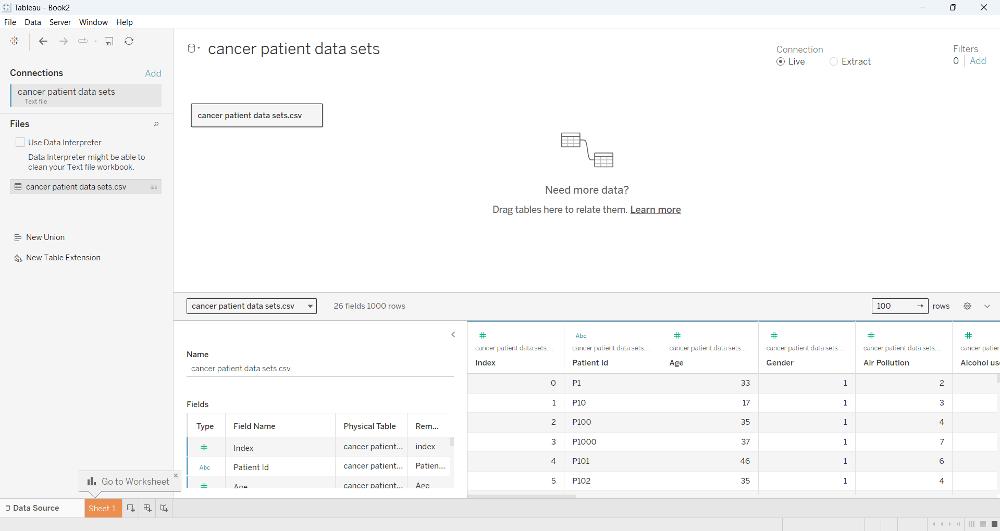 Tableau - Book2
File Data Server Window Help
Connections Add
cancer patient data sets
Text file
Files
Use Data Interpreter
Data Interpreter might be able to
clean your Text file workbook.
cancer patient data sets.csv
New Union
New Table Extension
cancer patient data sets
Connection
Live Extract
Filters
0 Add
cancer patient data sets.csv
Need more data?
Drag tables here to relate them. Learn more
cancer patient data sets.csv 26 fields 1000 rows 100 → rows
Name
cancer patient data sets.csv
Fields
Type Field Name Physical Table Rem...
# Index cancer patient... index
Abc Patient Id cancer patient... Patien...
# Age cancer patient... Age
# Abc # # # #
cancer patient data sets.... cancer patient data sets.... cancer patient data sets.... cancer patient data sets.... cancer patient data sets.... cancer patien
Index Patient Id Age Gender Air Pollution Alcohol us
0 P1 33 1 2
1 P10 17 1 3
2 P100 35 1 4
3 P1000 37 1 7
4 P101 46 1 6
5 P102 35 1 4
Go to Worksheet
Data Source Sheet 1